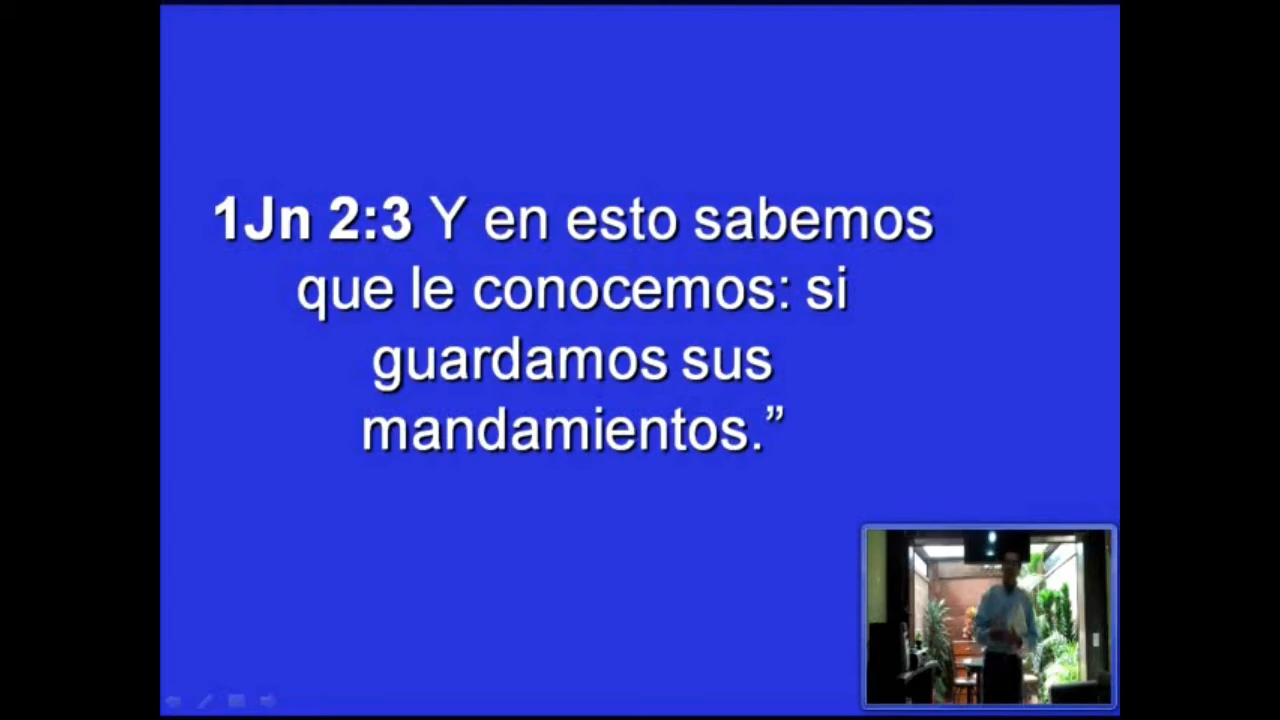 1Jn 2:3 Y en esto sabemos
que le conocemos: si
guardamos sus
mandamientos.”